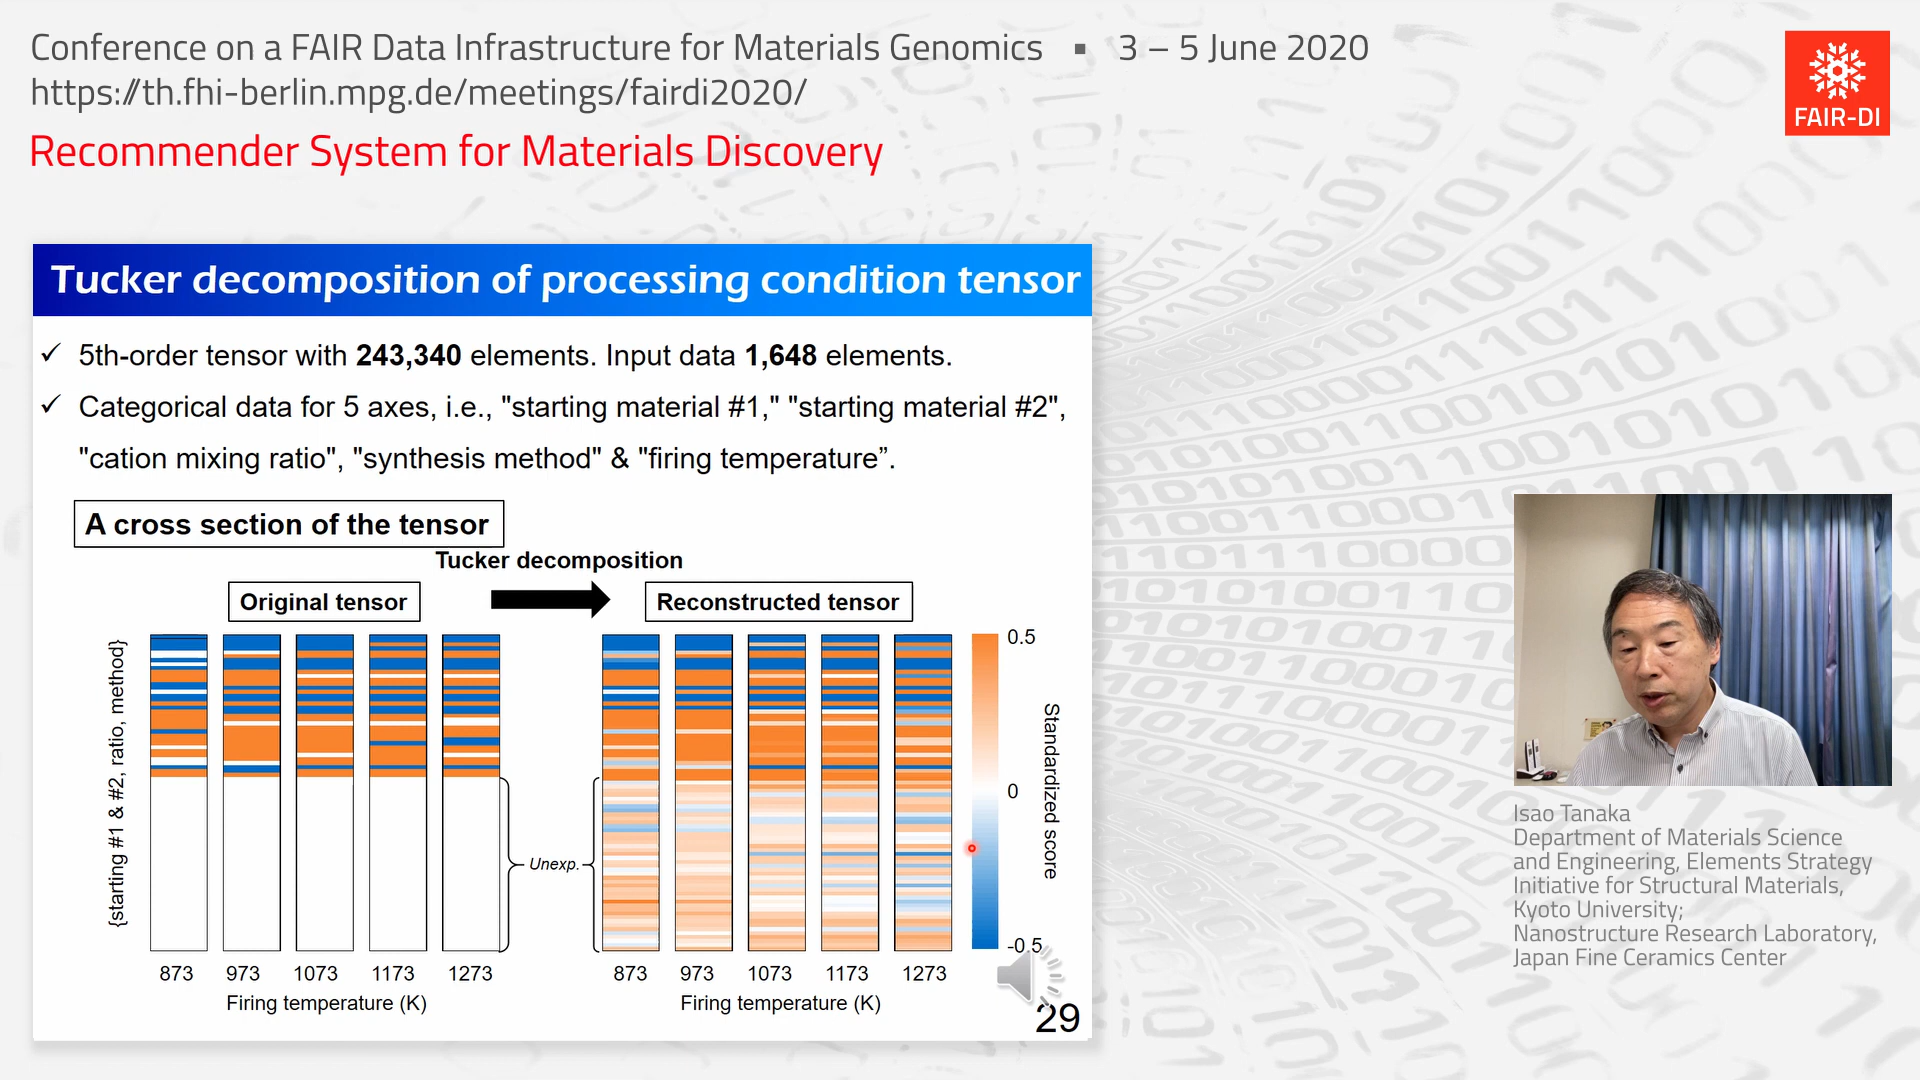 Conference on a FAIR Data Infrastructure for Materials Genomics ▪ 3 – 5 June 2020
https://th.fhi-berlin.mpg.de/meetings/fairdi2020/
FAIR-DI
Recommender System for Materials Discovery
Tucker decomposition of processing condition tensor
✓ 5th-order tensor with 243,340 elements. Input data 1,648 elements.
✓ Categorical data for 5 axes, i.e., "starting material #1," "starting material #2",
"cation mixing ratio", "synthesis method" & "firing temperature”.
A cross section of the tensor
Tucker decomposition
Original tensor
Reconstructed tensor
{starting #1 & #2, ratio, method}
Unexp.
0.5
0
-0.5
Standardized score
873 973 1073 1173 1273
Firing temperature (K)
873 973 1073 1173 1273
Firing temperature (K)
29
Isao Tanaka
Department of Materials Science
and Engineering, Elements Strategy
Initiative for Structural Materials,
Kyoto University;
Nanostructure Research Laboratory,
Japan Fine Ceramics Center